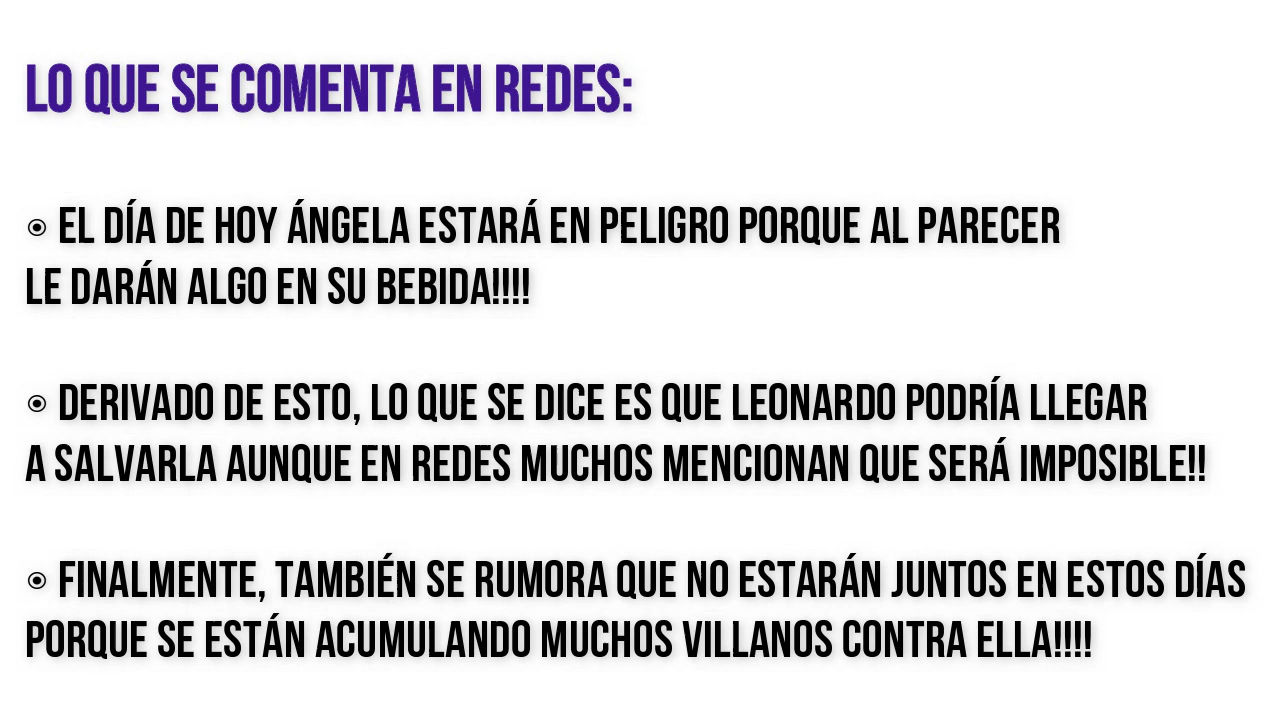 LO QUE SE COMENTA EN REDES:
◉ EL DÍA DE HOY ÁNGELA ESTARÁ EN PELIGRO PORQUE AL PARECER
LE DARÁN ALGO EN SU BEBIDA!!!!
◉ DERIVADO DE ESTO, LO QUE SE DICE ES QUE LEONARDO PODRÍA LLEGAR
A SALVARLA AUNQUE EN REDES MUCHOS MENCIONAN QUE SERÁ IMPOSIBLE!!
◉ FINALMENTE, TAMBIÉN SE RUMORA QUE NO ESTARÁN JUNTOS EN ESTOS DÍAS
PORQUE SE ESTÁN ACUMULANDO MUCHOS VILLANOS CONTRA ELLA!!!!